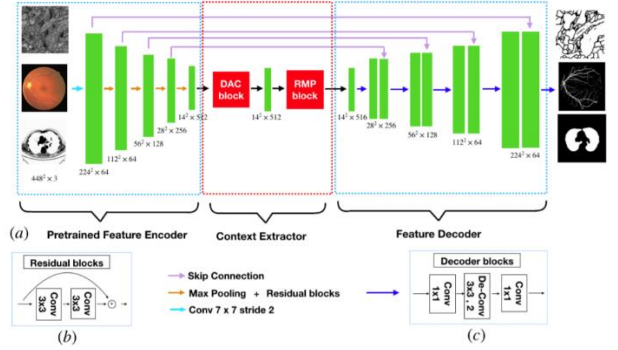 DAC
block
RMP
block
14² × 512
14² × 512
14² × 516
28² × 256
28² × 256
56² × 128
56² × 128
112² × 64
112² × 64
448² × 3
224² × 64
224² × 64
(a)
Pretrained Feature Encoder
Context Extractor
Feature Decoder
Residual blocks
Conv
3x3
Conv
3x3
+
(b)
Skip Connection
Max Pooling + Residual blocks
Conv 7 x 7 stride 2
Decoder blocks
Conv
1x1
De-Conv
3x3 , 2
Conv
1x1
(c)